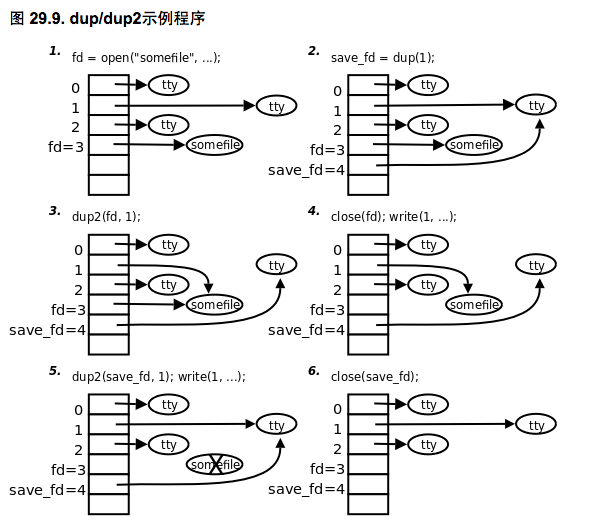 图 29.9. dup/dup2示例程序
1. fd = open("somefile", ...);
0 tty
1 tty
2 tty
fd=3 somefile
2. save_fd = dup(1);
0 tty
1 tty
2 tty
fd=3 somefile
save_fd=4
3. dup2(fd, 1);
0 tty
1 tty
2 tty
fd=3 somefile
save_fd=4
4. close(fd); write(1, ...);
0 tty
1 tty
2 tty
fd=3 somefile
save_fd=4
5. dup2(save_fd, 1); write(1, ...);
0 tty
1 tty
2 tty
fd=3 somefile
save_fd=4
6. close(save_fd);
0 tty
1 tty
2 tty
fd=3
save_fd=4